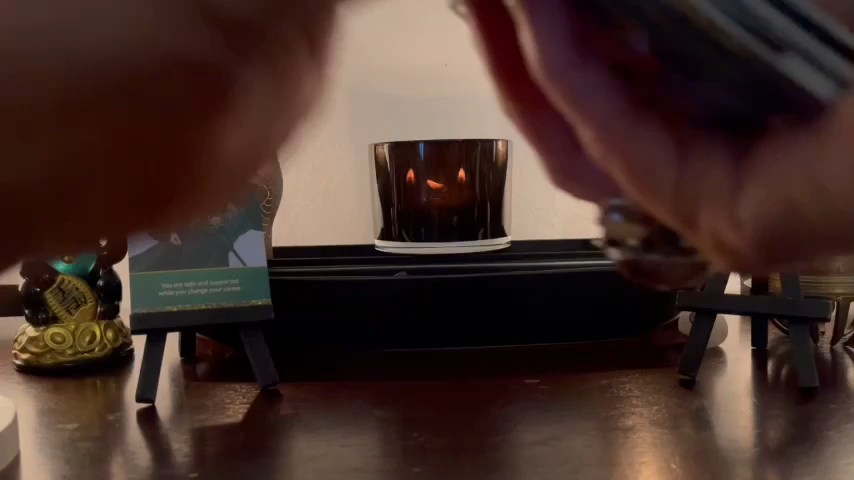 You are safe and supported
while you change your career.